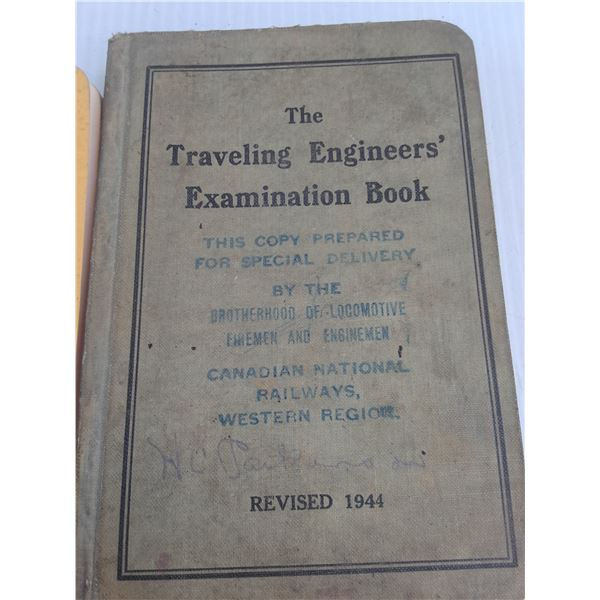 The
Traveling Engineers'
Examination Book
THIS COPY PREPARED
FOR SPECIAL DELIVERY
BY THE
BROTHERHOOD OF LOCOMOTIVE
FIREMEN AND ENGINEMEN
CANADIAN NATIONAL
RAILWAYS,
WESTERN REGION.
H C
REVISED 1944